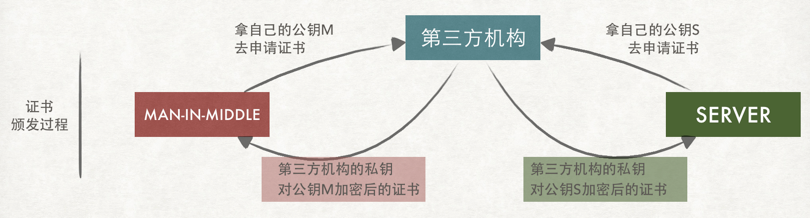 拿自己的公钥M
去申请证书
第三方机构
拿自己的公钥S
去申请证书
证书
颁发过程
MAN-IN-MIDDLE
SERVER
第三方机构的私钥
对公钥M加密后的证书
第三方机构的私钥
对公钥S加密后的证书